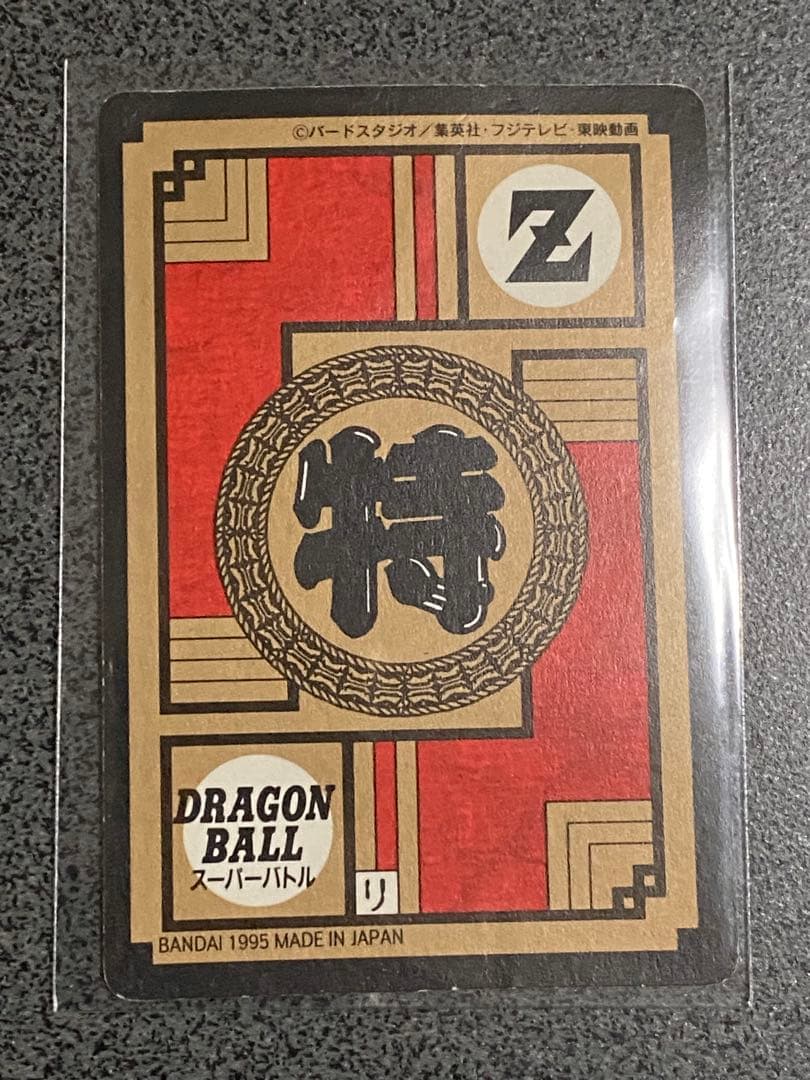 ©バードスタジオ／集英社・フジテレビ・東映動画
Z
特
DRAGON
BALL
スーパーバトル
リ
BANDAI 1995 MADE IN JAPAN